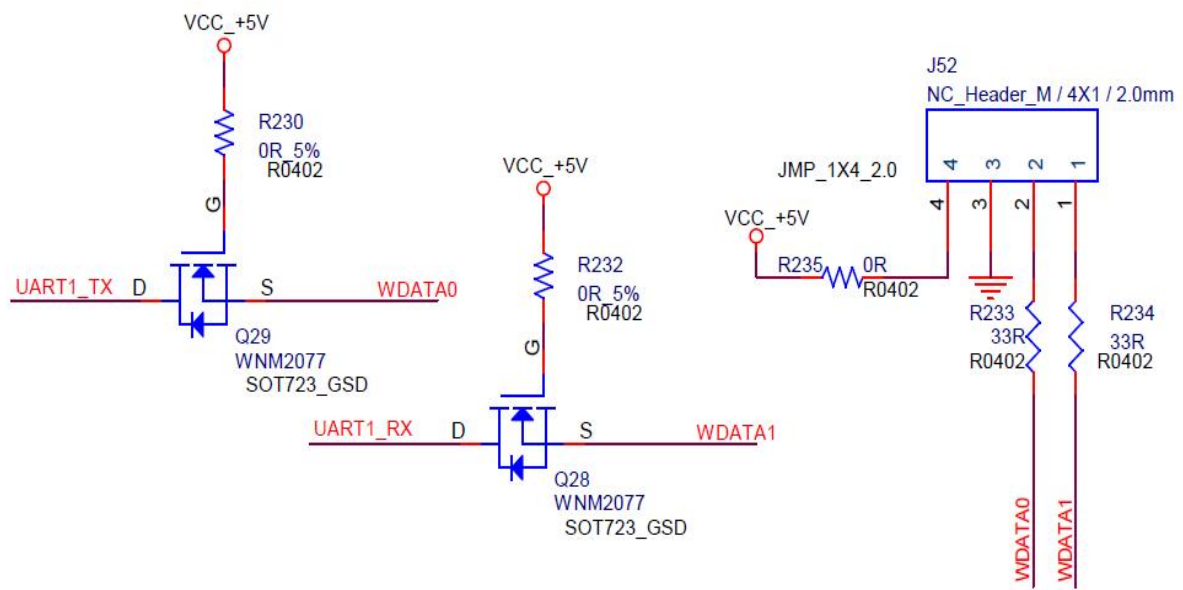 VCC_+5V
R230
0R_5%
R0402
G
UART1_TX D S WDATA0
Q29
WNM2077
SOT723_GSD
VCC_+5V
R232
0R_5%
R0402
G
UART1_RX D S WDATA1
Q28
WNM2077
SOT723_GSD
J52
NC_Header_M / 4X1 / 2.0mm
JMP_1X4_2.0
4 3 2 1
4 3 2 1
VCC_+5V
R235 0R
R0402
R233
33R
R0402
R234
33R
R0402
WDATA0
WDATA1